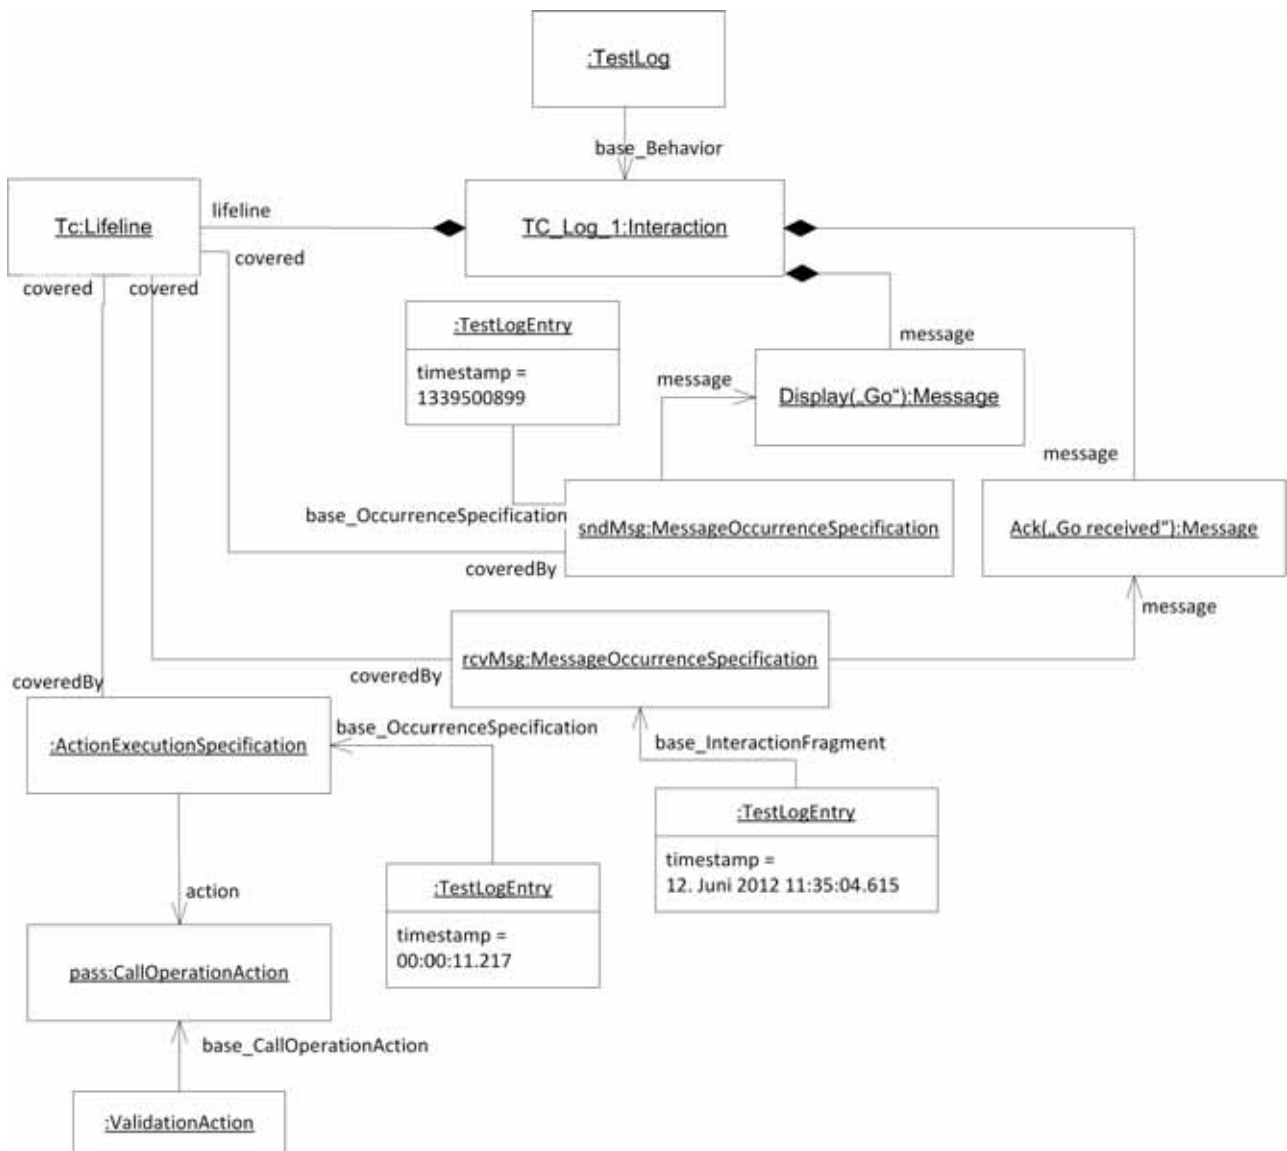 :TestLog
base_Behavior
Tc:Lifeline
lifeline
TC_Log_1:Interaction
covered
covered
covered
:TestLogEntry
timestamp =
1339500899
message
message
Display(„Go“):Message
message
base_OccurrenceSpecification
sndMsg:MessageOccurrenceSpecification
Ack(„Go received“):Message
coveredBy
message
rcvMsg:MessageOccurrenceSpecification
coveredBy
coveredBy
base_OccurrenceSpecification
:ActionExecutionSpecification
base_InteractionFragment
:TestLogEntry
timestamp =
12. Juni 2012 11:35:04.615
action
:TestLogEntry
timestamp =
00:00:11.217
pass:CallOperationAction
base_CallOperationAction
:ValidationAction